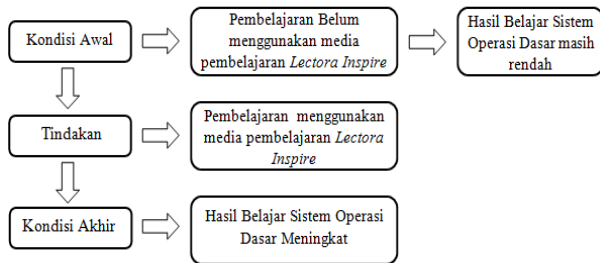 Kondisi Awal
Pembelajaran Belum
menggunakan media
pembelajaran Lectora Inspire
Hasil Belajar Sistem
Operasi Dasar masih
rendah
Tindakan
Pembelajaran menggunakan
media pembelajaran Lectora
Inspire
Kondisi Akhir
Hasil Belajar Sistem Operasi
Dasar Meningkat